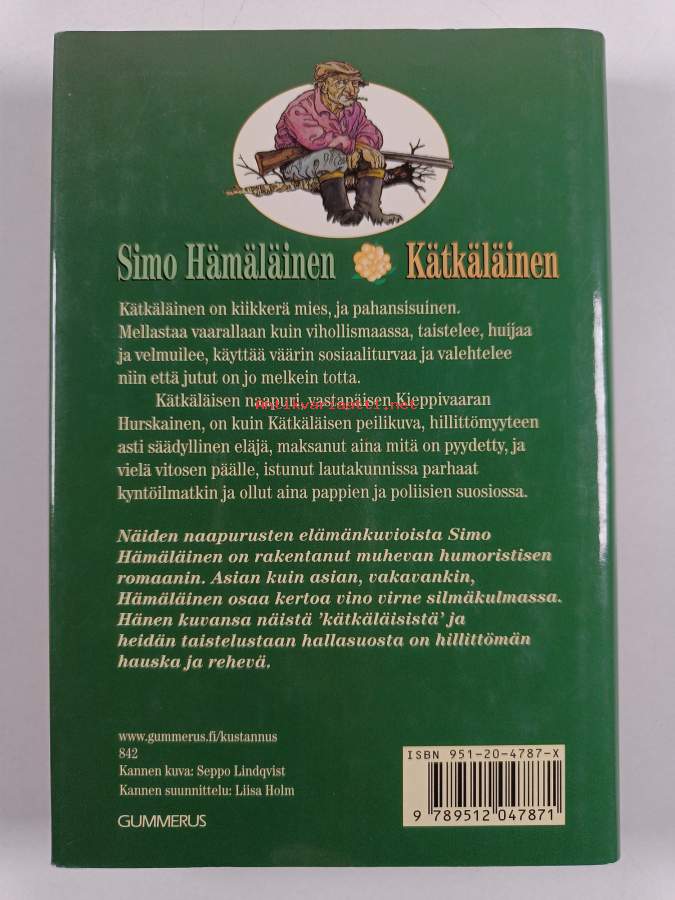 Simo Hämäläinen Kätkäläinen
Kätkäläinen on kiikkerä mies, ja pahansisuinen.
Mellastaa vaarallaan kuin vihollismaassa, taistelee, huijaa
ja velmuilee, käyttää väärin sosiaaliturvaa ja valehtelee
niin että jutut on jo melkein totta.
Kätkäläisen naapuri, vastapäisen Kieppivaaran
Antikvariaatti.net
Hurskainen, on kuin Kätkäläisen peilikuva, hillittömyyteen
asti säädyllinen eläjä, maksanut aina mitä on pyydetty, ja
vielä vitosen päälle, istunut lautakunnissa parhaat
kyntöilmatkin ja ollut aina pappien ja poliisien suosiossa.
Näiden naapurusten elämänkuvioista Simo
Hämäläinen on rakentanut muhevan humoristisen
romaanin. Asian kuin asian, vakavankin,
Hämäläinen osaa kertoa vino virne silmäkulmassa.
Hänen kuvansa näistä ’kätkäläisistä’ ja
heidän taistelustaan hallasuosta on hillittömän
hauska ja rehevä.
www.gummerus.fi/kustannus
842
Kannen kuva: Seppo Lindqvist
Kannen suunnittelu: Liisa Holm
GUMMERUS
ISBN 951-20-4787-X
9 789512 047871